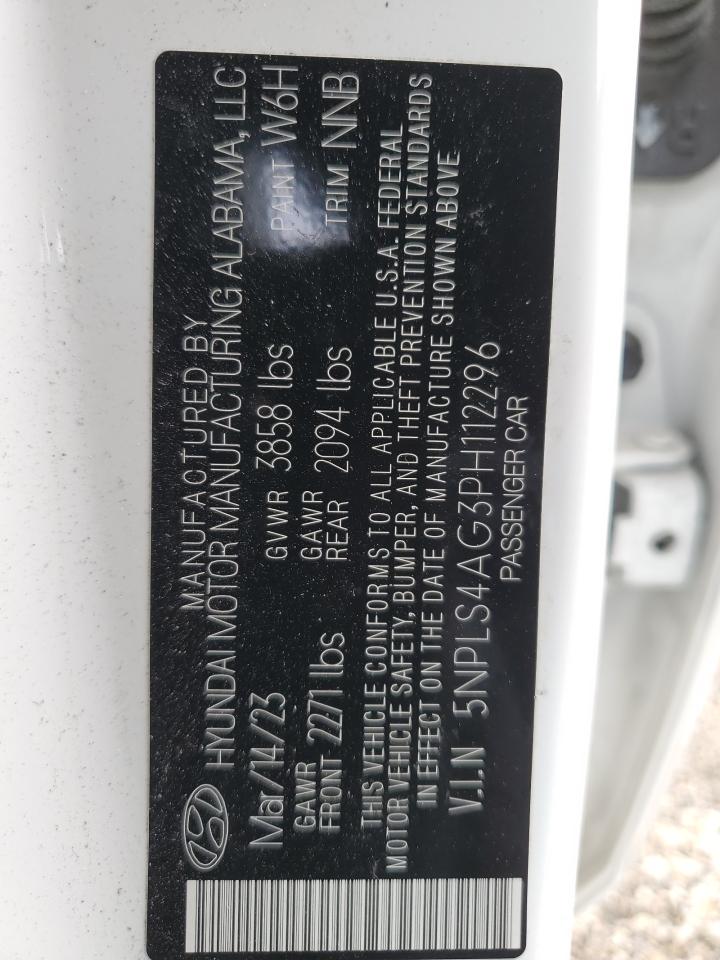 MANUFACTURED BY
HYUNDAI MOTOR MANUFACTURING ALABAMA, LLC
Mar/14/23 GVWR 3858 lbs PAINT W6H
GAWR FRONT 2271 lbs GAWR REAR 2094 lbs TRIM NNB
THIS VEHICLE CONFORMS TO ALL APPLICABLE U.S.A. FEDERAL
MOTOR VEHICLE SAFETY, BUMPER, AND THEFT PREVENTION STANDARDS
IN EFFECT ON THE DATE OF MANUFACTURE SHOWN ABOVE
V.I.N 5NPLS4AG3PH112296
PASSENGER CAR